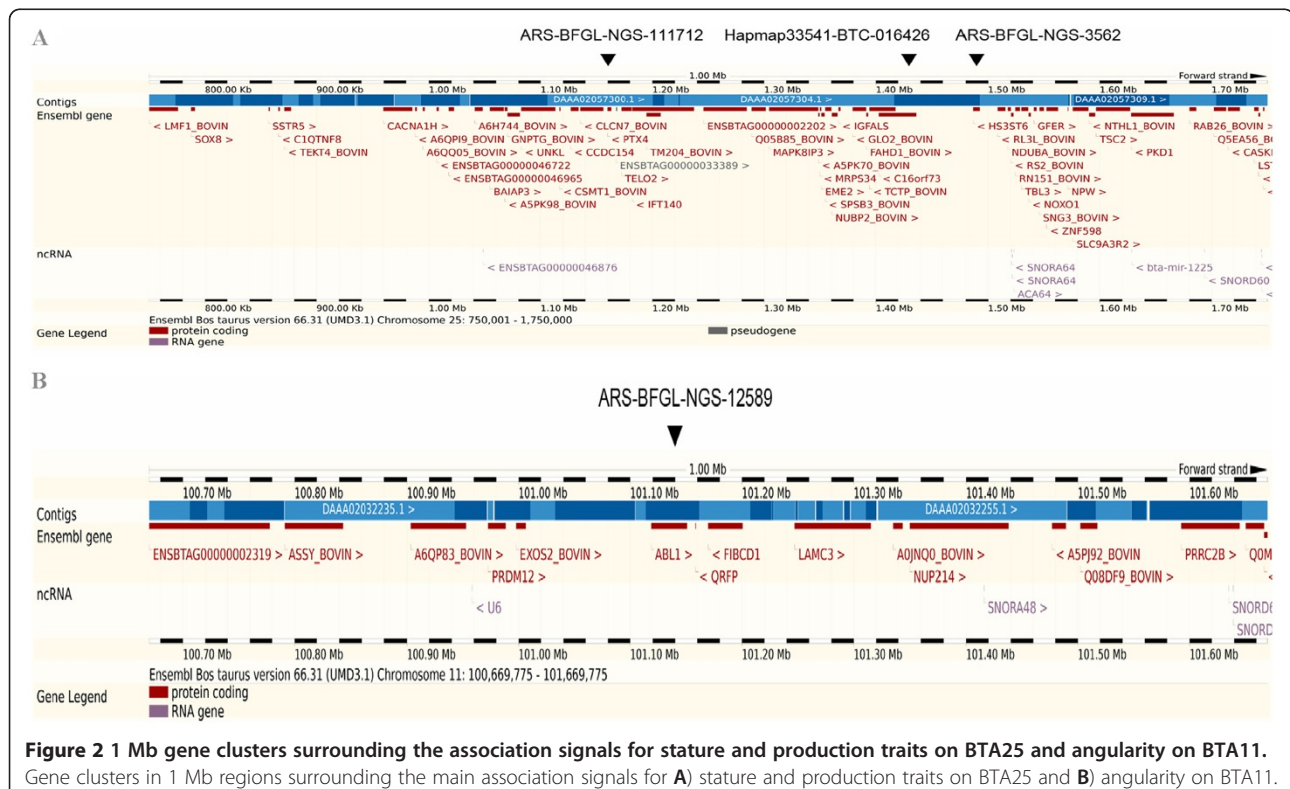 A
ARS-BFGL-NGS-111712 Hapmap33541-BTC-016426 ARS-BFGL-NGS-3562
1.00 Mb Forward strand
800.00 Kb 900.00 Kb 1.00 Mb 1.10 Mb 1.20 Mb 1.30 Mb 1.40 Mb 1.50 Mb 1.60 Mb 1.70 Mb
Contigs DAAA02057300.1 > DAAA02057304.1 > DAAA02057309.1 >
Ensembl gene
< LMF1_BOVIN SSTR5 > CACNA1H > A6H744_BOVIN > < CLCN7_BOVIN ENSBTAG00000002202 > < IGFALS < HS3ST6 GFER > < NTHL1_BOVIN RAB26_BOVIN >
SOX8 > < C1QTNF8 < A6QPI9_BOVIN GNPTG_BOVIN > < PTX4 Q05B85_BOVIN > < GLO2_BOVIN < RL3L_BOVIN TSC2 > Q5EA56_BOVIN >
< TEKT4_BOVIN A6QQ05_BOVIN > < UNKL < CCDC154 TM204_BOVIN > MAPK8IP3 > FAHD1_BOVIN > NDUBA_BOVIN > < PKD1 < CASKI
< ENSBTAG00000046722 ENSBTAG00000033389 > < A5PK70_BOVIN < RS2_BOVIN LST
< ENSBTAG00000046965 TELO2 > < MRPS34 < C16orf73 RN151_BOVIN >
BAIAP3 > < CSMT1_BOVIN EME2 > < TCTP_BOVIN TBL3 > NPW >
< A5PK98_BOVIN < IFT140 < SPSB3_BOVIN < NOXO1
NUBP2_BOVIN > SNG3_BOVIN >
< ZNF598
SLC9A3R2 >
ncRNA
< ENSBTAG00000046876 < SNORA64 < bta-mir-1225
< SNORA64 < SNORD60
ACA64 >
800.00 Kb 900.00 Kb 1.00 Mb 1.10 Mb 1.20 Mb 1.30 Mb 1.40 Mb 1.50 Mb 1.60 Mb 1.70 Mb
Ensembl Bos taurus version 66.31 (UMD3.1) Chromosome 25: 750,001 - 1,750,000
Gene Legend protein coding pseudogene
RNA gene
B
ARS-BFGL-NGS-12589
1.00 Mb Forward strand
100.70 Mb 100.80 Mb 100.90 Mb 101.00 Mb 101.10 Mb 101.20 Mb 101.30 Mb 101.40 Mb 101.50 Mb 101.60 Mb
Contigs DAAA02032235.1 > DAAA02032255.1 >
Ensembl gene
ENSBTAG00000002319 > ASSY_BOVIN > A6QP83_BOVIN > EXOS2_BOVIN > ABL1 > < FIBCD1 LAMC3 > A0JNQ0_BOVIN > < A5PJ92_BOVIN PRRC2B > Q0M
PRDM12 > < QRFP NUP214 > Q08DF9_BOVIN >
ncRNA
< U6 SNORA48 > SNORD6
SNORD
100.70 Mb 100.80 Mb 100.90 Mb 101.00 Mb 101.10 Mb 101.20 Mb 101.30 Mb 101.40 Mb 101.50 Mb 101.60 Mb
Ensembl Bos taurus version 66.31 (UMD3.1) Chromosome 11: 100,669,775 - 101,669,775
Gene Legend protein coding
RNA gene
Figure 2 1 Mb gene clusters surrounding the association signals for stature and production traits on BTA25 and angularity on BTA11.
Gene clusters in 1 Mb regions surrounding the main association signals for A) stature and production traits on BTA25 and B) angularity on BTA11.